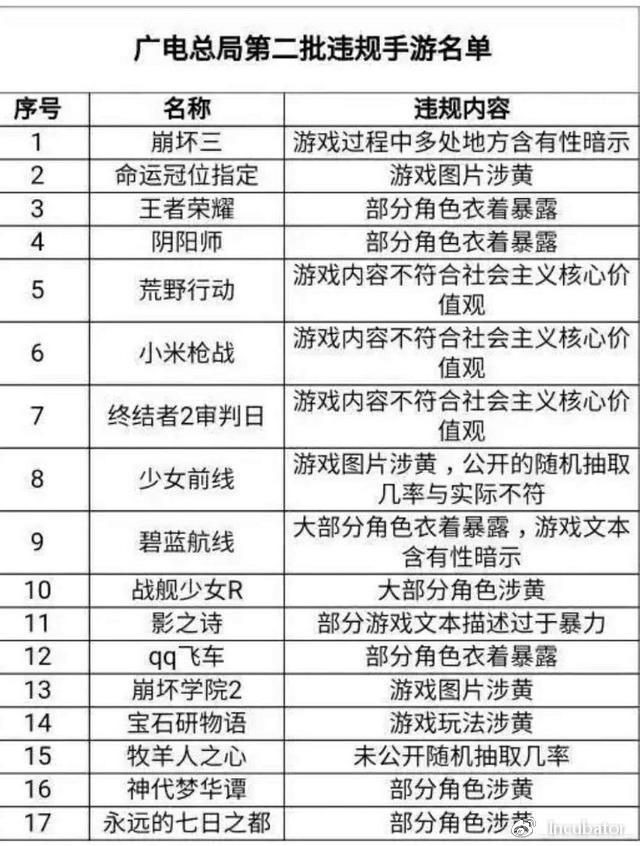 广电总局第二批违规手游名单
序号 名称 违规内容
1 崩坏三 游戏过程中多处地方含有性暗示
2 命运冠位指定 游戏图片涉黄
3 王者荣耀 部分角色衣着暴露
4 阴阳师 部分角色衣着暴露
5 荒野行动 游戏内容不符合社会主义核心价
值观
6 小米枪战 游戏内容不符合社会主义核心价
值观
7 终结者2审判日 游戏内容不符合社会主义核心价
值观
8 少女前线 游戏图片涉黄，公开的随机抽取
几率与实际不符
9 碧蓝航线 大部分角色衣着暴露，游戏文本
含有性暗示
10 战舰少女R 大部分角色涉黄
11 影之诗 部分游戏文本描述过于暴力
12 qq飞车 部分角色衣着暴露
13 崩坏学院2 游戏图片涉黄
14 宝石研物语 游戏玩法涉黄
15 牧羊人之心 未公开随机抽取几率
16 神代梦华谭 部分角色涉黄
17 永远的七日之都 部分角色涉黄
_Incubator_